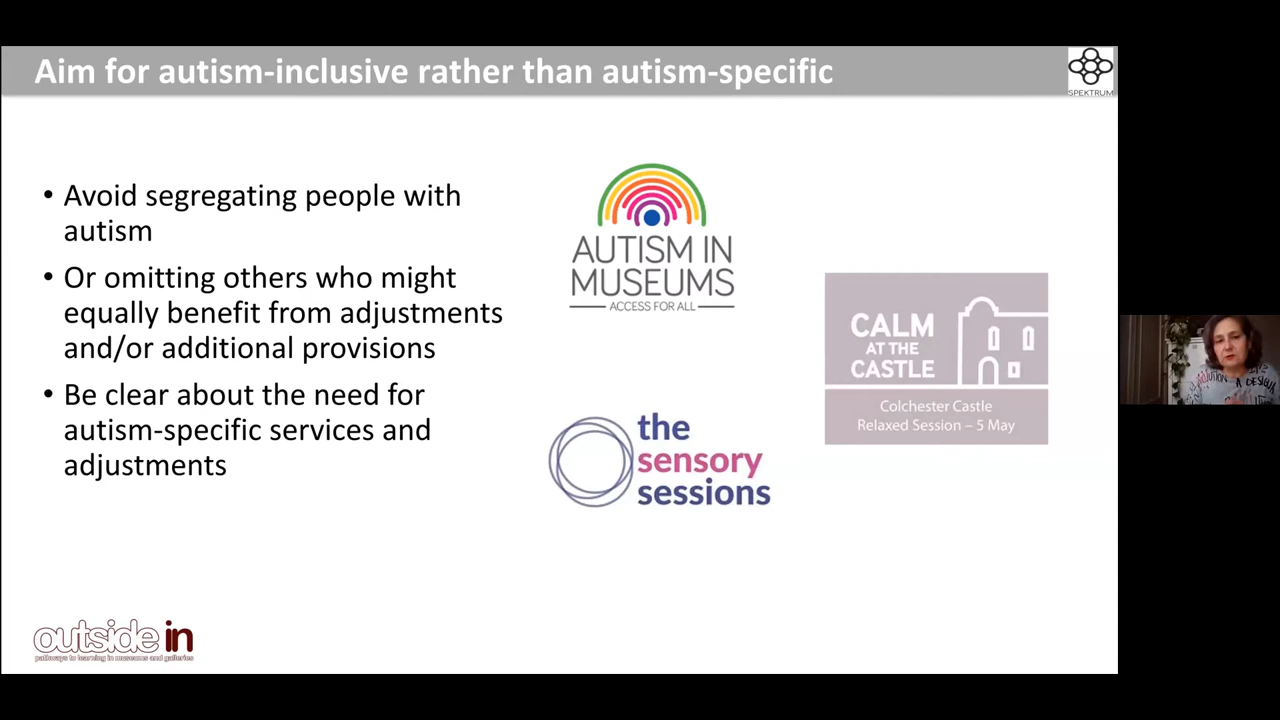 Aim for autism-inclusive rather than autism-specific
SPEKTRUM
• Avoid segregating people with
autism
• Or omitting others who might
equally benefit from adjustments
and/or additional provisions
• Be clear about the need for
autism-specific services and
adjustments
AUTISM IN
MUSEUMS
ACCESS FOR ALL
CALM
AT THE
CASTLE
Colchester Castle
Relaxed Session – 5 May
the
sensory
sessions
outside in
pathways to learning in museums and galleries
A DESIGN